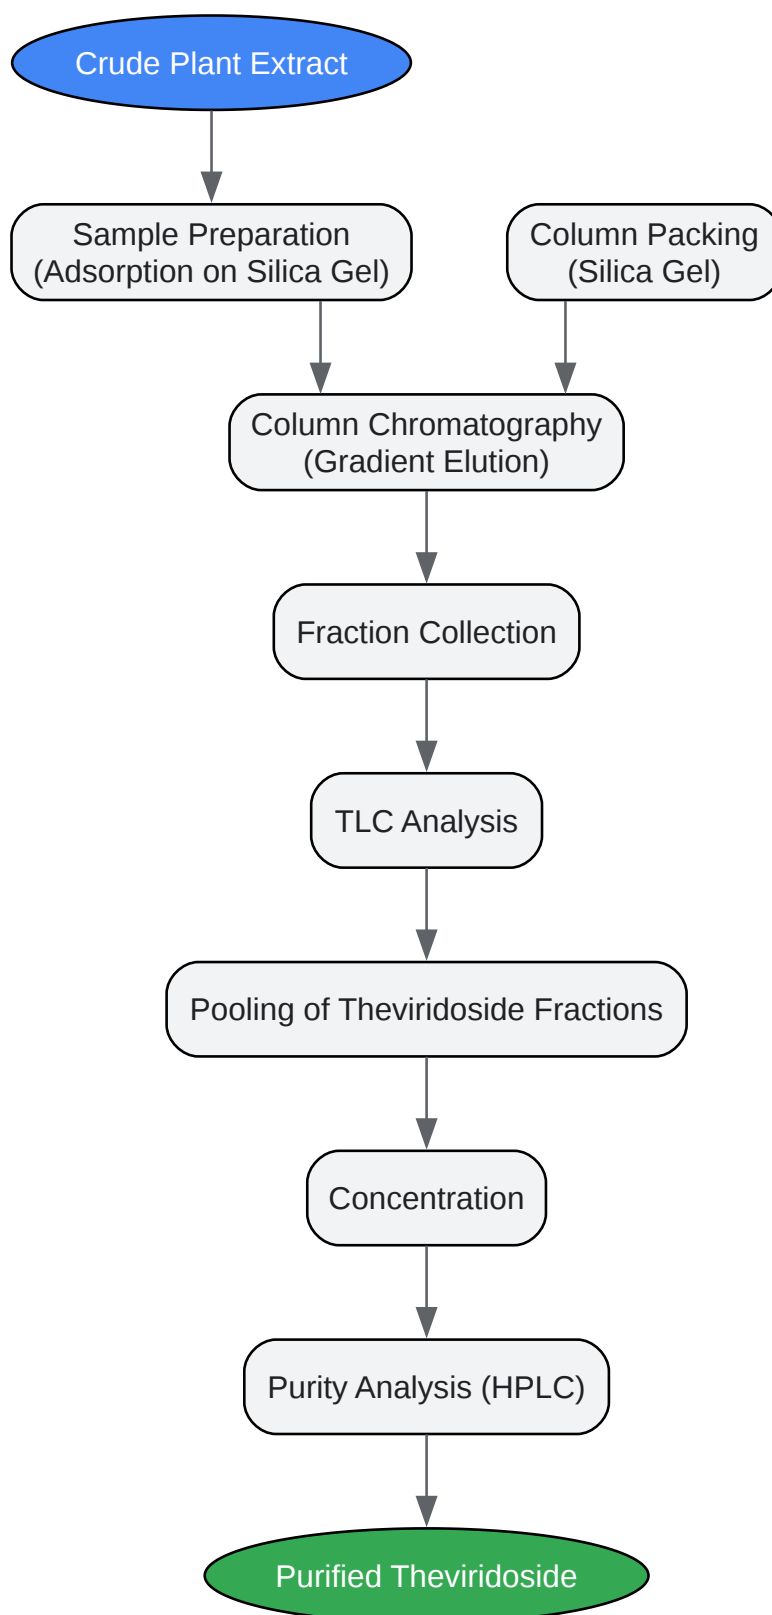 Crude Plant Extract
Sample Preparation
(Adsorption on Silica Gel)
Column Packing
(Silica Gel)
Column Chromatography
(Gradient Elution)
Fraction Collection
TLC Analysis
Pooling of Theviridoside Fractions
Concentration
Purity Analysis (HPLC)
Purified Theviridoside